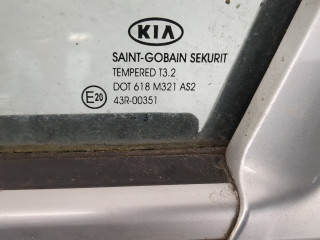 KIA
SAINT-GOBAIN SEKURIT
TEMPERED T3.2
DOT 618 M321 AS2
E20 43R-00351